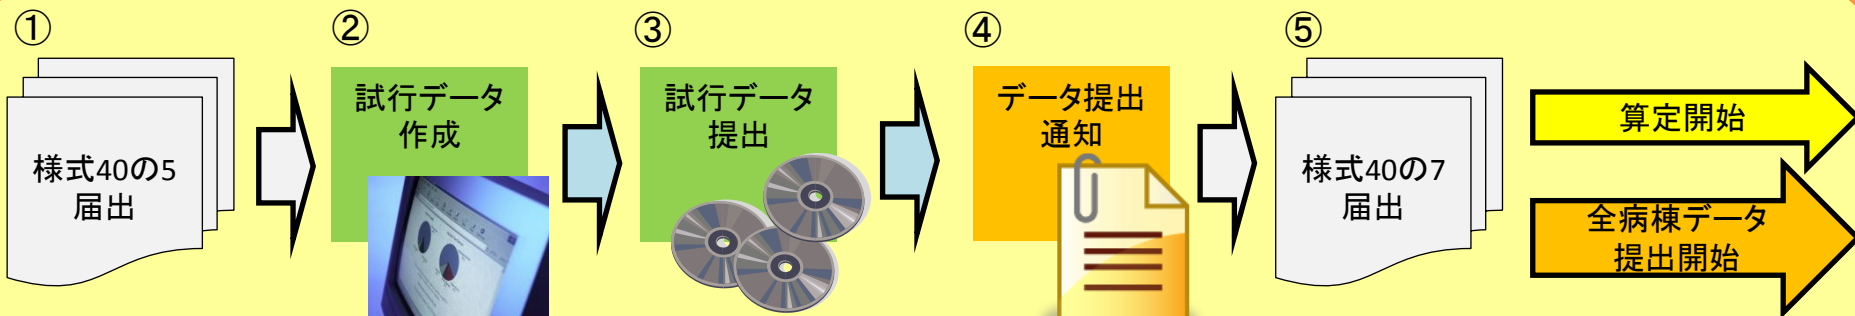 ①
様式40の5
届出
②
試行データ
作成
③
試行データ
提出
④
データ提出
通知
⑤
様式40の7
届出
算定開始
全病棟データ
提出開始